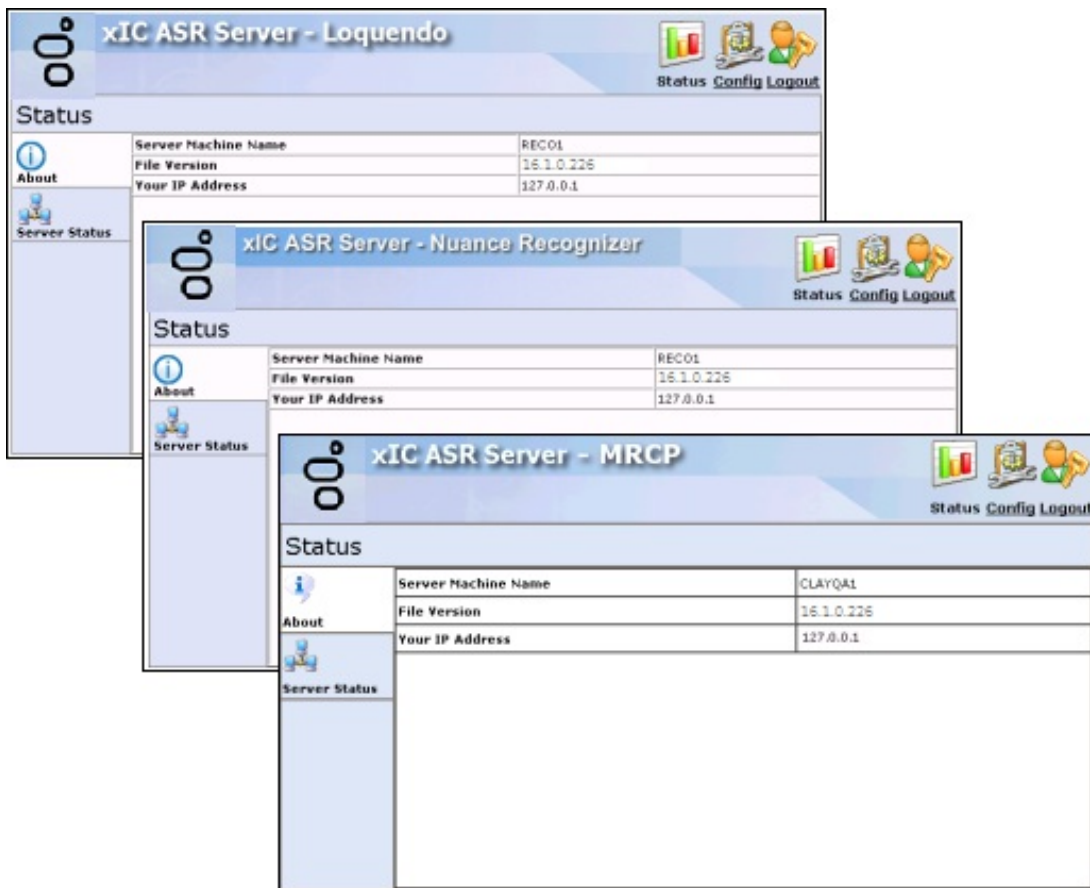 xIC ASR Server - Loquendo
Status Config Logout
Status
About
Server Machine Name RECO1
File Version 16.1.0.226
Your IP Address 127.0.0.1
Server Status
xIC ASR Server - Nuance Recognizer
Status Config Logout
Status
About
Server Machine Name RECO1
File Version 16.1.0.226
Your IP Address 127.0.0.1
Server Status
xIC ASR Server - MRCP
Status Config Logout
Status
About
Server Machine Name CLAYQA1
File Version 16.1.0.226
Your IP Address 127.0.0.1
Server Status